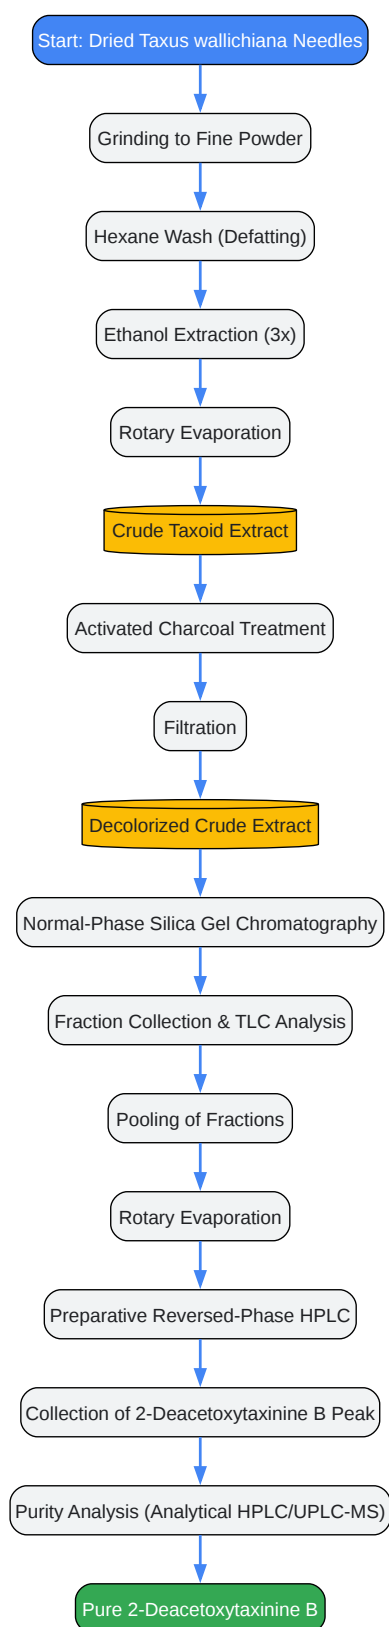 Start: Dried Taxus wallichiana Needles
Grinding to Fine Powder
Hexane Wash (Defatting)
Ethanol Extraction (3x)
Rotary Evaporation
Crude Taxoid Extract
Activated Charcoal Treatment
Filtration
Decolorized Crude Extract
Normal-Phase Silica Gel Chromatography
Fraction Collection & TLC Analysis
Pooling of Fractions
Rotary Evaporation
Preparative Reversed-Phase HPLC
Collection of 2-Deacetoxytaxinine B Peak
Purity Analysis (Analytical HPLC/UPLC-MS)
Pure 2-Deacetoxytaxinine B